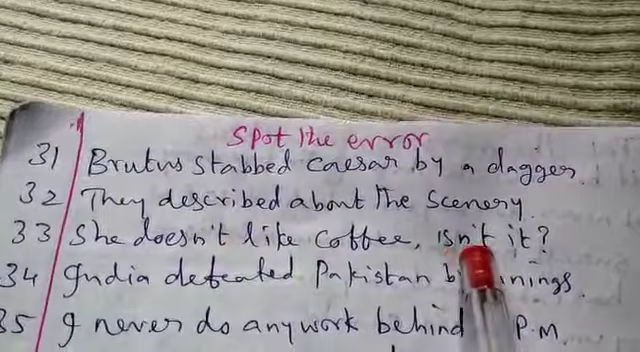 Spot the error
31 Brutus stabbed caesar by a dagger.
32 They described about the scenery.
33 She doesn't like coffee, isn't it?
34 India defeated Pakistan innings.
35 I never do any work behind P.M.